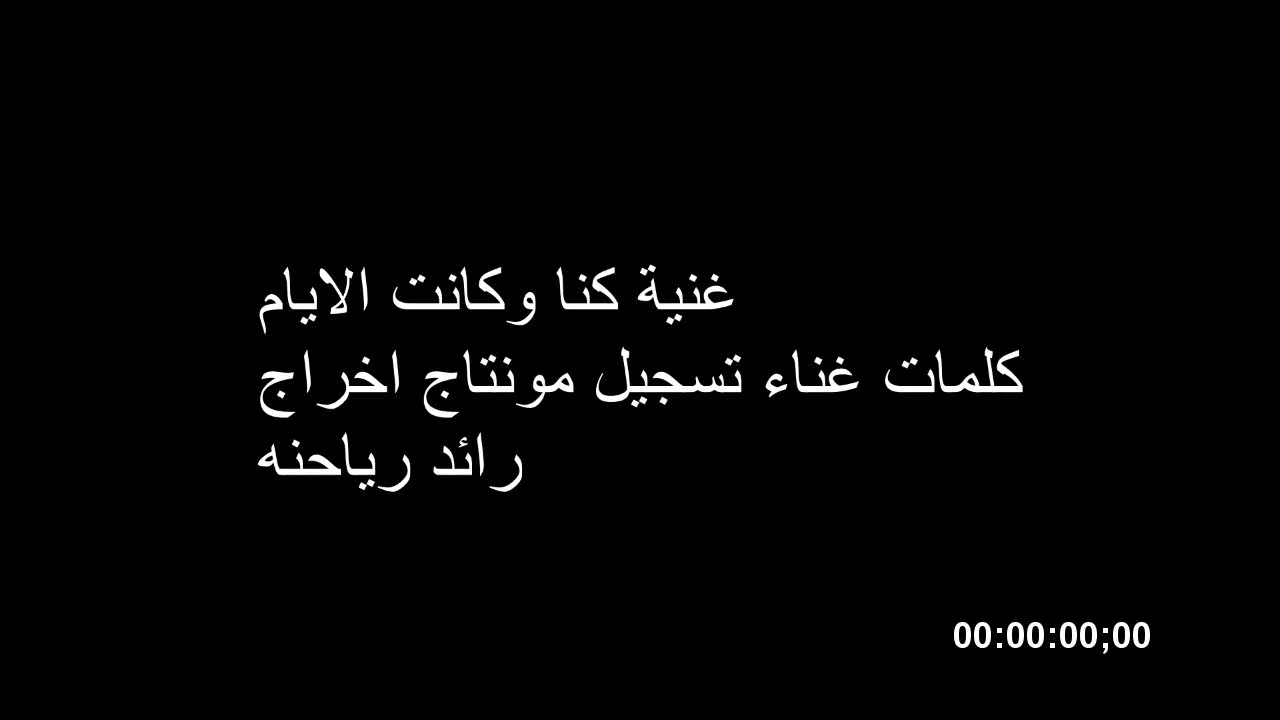 غنية كنا وكانت الايام
كلمات غناء تسجيل مونتاج اخراج
رائد رياحنه
00:00:00;00